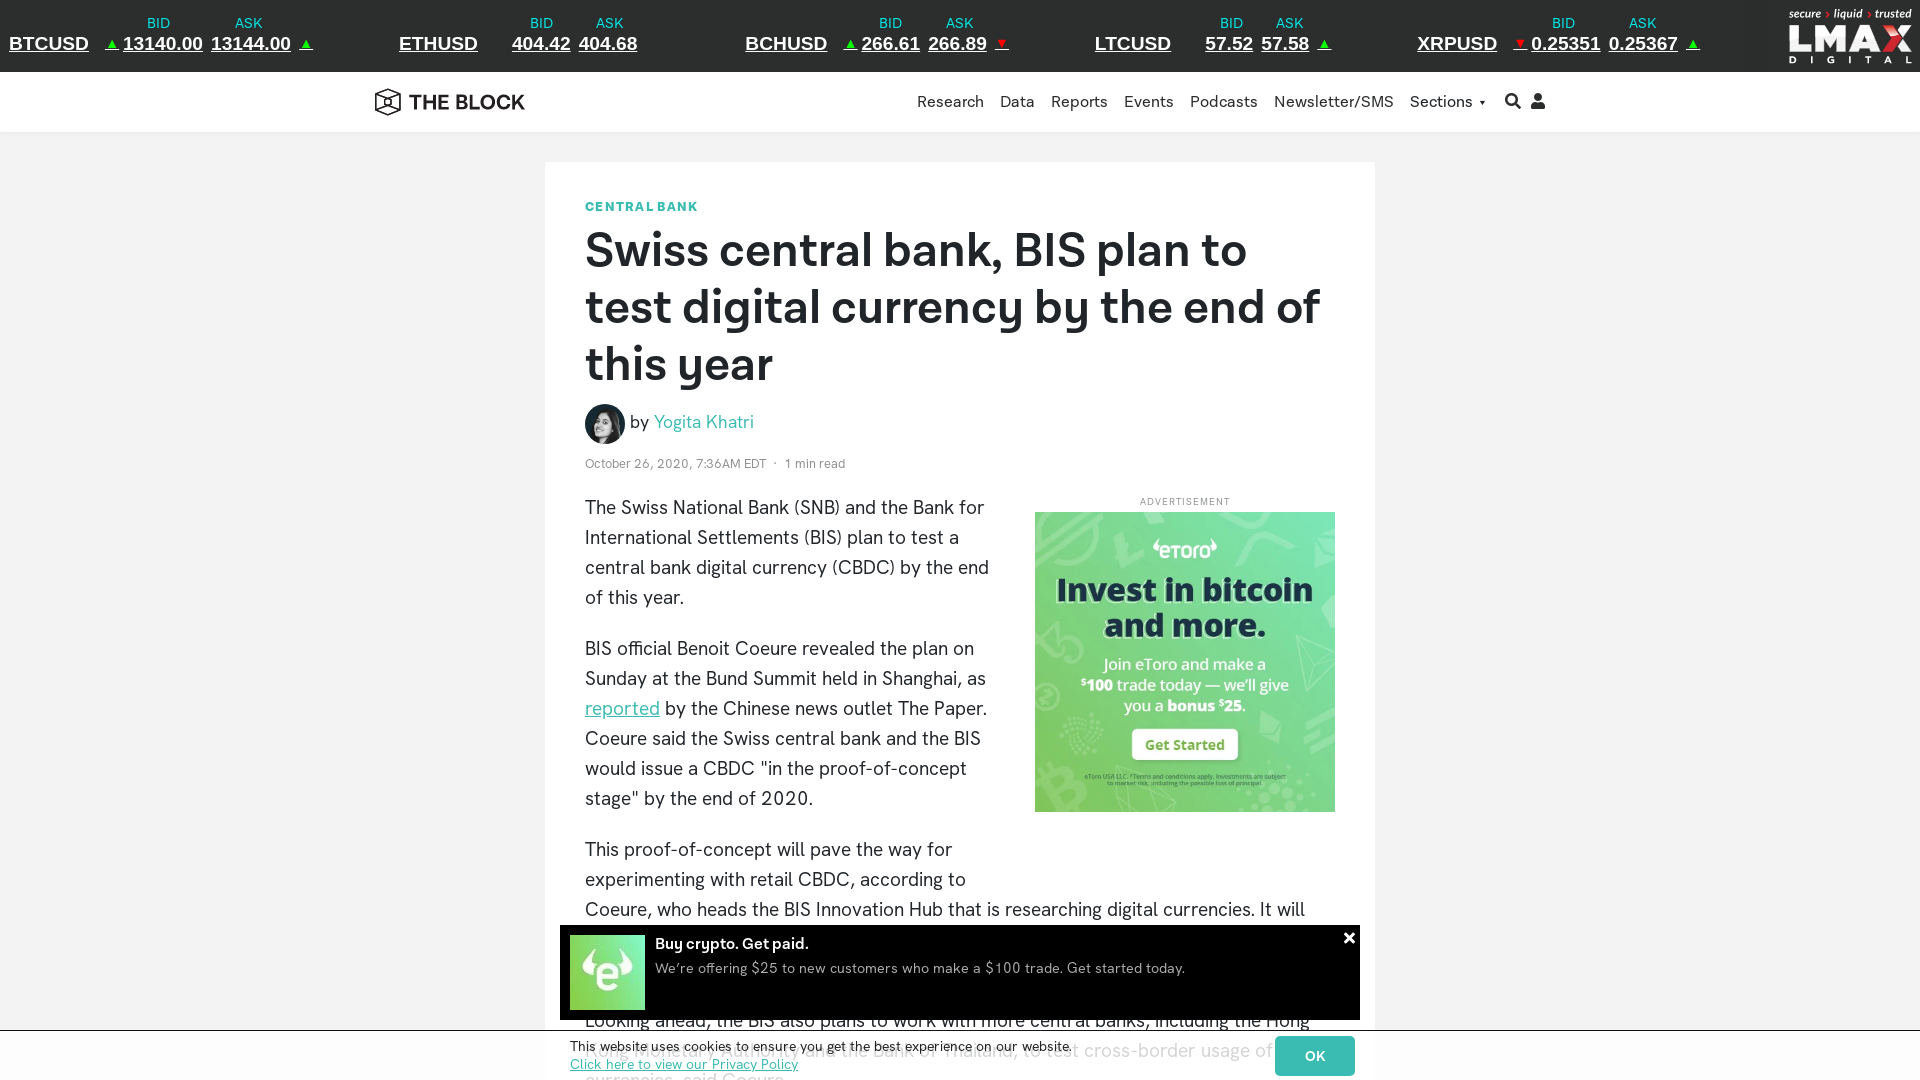 BID ASK BID ASK BID ASK BID ASK BID ASK
BTCUSD ▲13140.00 13144.00 ▲ ETHUSD 404.42 404.68 BCHUSD ▲266.61 266.89 ▼ LTCUSD 57.52 57.58 ▲ XRPUSD ▼0.25351 0.25367 ▲
secure › liquid › trusted
LMAX
DIGITAL
THE BLOCK
Research Data Reports Events Podcasts Newsletter/SMS Sections ▾
CENTRAL BANK
Swiss central bank, BIS plan to
test digital currency by the end of
this year
by Yogita Khatri
October 26, 2020, 7:36AM EDT · 1 min read
The Swiss National Bank (SNB) and the Bank for
International Settlements (BIS) plan to test a
central bank digital currency (CBDC) by the end
of this year.
BIS official Benoit Coeure revealed the plan on
Sunday at the Bund Summit held in Shanghai, as
reported by the Chinese news outlet The Paper.
Coeure said the Swiss central bank and the BIS
would issue a CBDC "in the proof-of-concept
stage" by the end of 2020.
ADVERTISEMENT
eToro
Invest in bitcoin
and more.
Join eToro and make a
$100 trade today — we'll give
you a bonus $25.
Get Started
eToro USA LLC. *Terms and conditions apply. Investments are subject
to market risk, including the possible loss of principal.
This proof-of-concept will pave the way for
experimenting with retail CBDC, according to
Coeure, who heads the BIS Innovation Hub that is researching digital currencies. It will
e
Buy crypto. Get paid.
We're offering $25 to new customers who make a $100 trade. Get started today.
Looking ahead, the BIS also plans to work with more central banks, including the Hong
Kong Monetary Authority and the Bank of Thailand, to test cross-border usage of
currencies, said Coeure.
This website uses cookies to ensure you get the best experience on our website.
Click here to view our Privacy Policy
OK